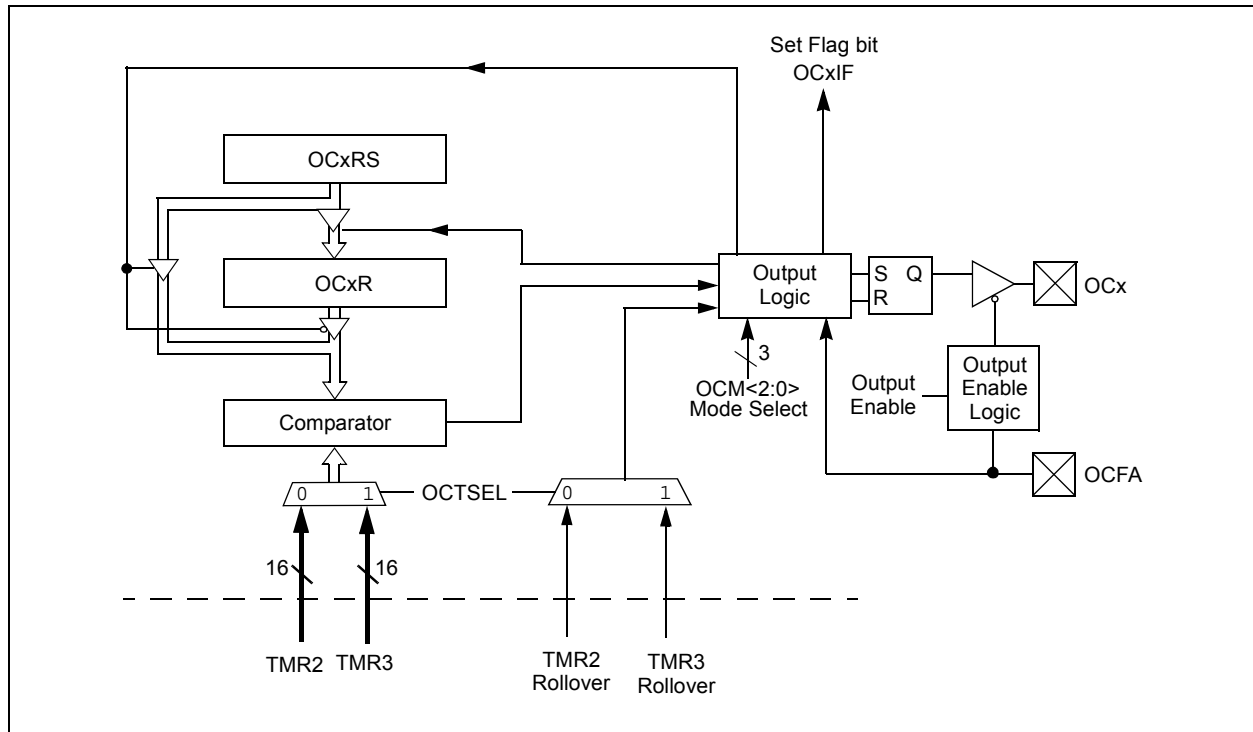 Set Flag bit
OCxIF
OCxRS
OCxR
Output
Logic
S Q
R
OCx
3
OCM<2:0>
Mode Select
Output
Enable
Output
Enable
Logic
Comparator
OCFA
0 1
OCTSEL
0 1
16
16
TMR2
TMR3
TMR2
Rollover
TMR3
Rollover